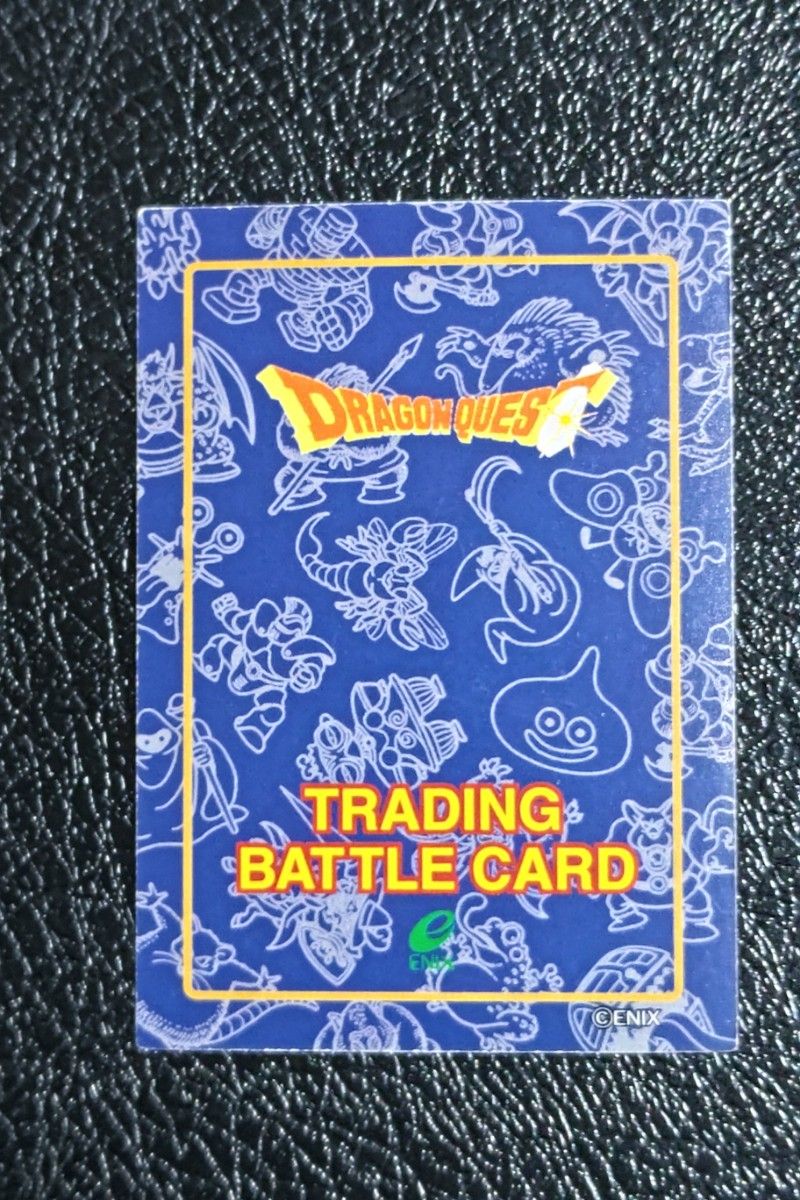 DRAGON QUEST
TRADING
BATTLE CARD
e
ENIX
©ENIX